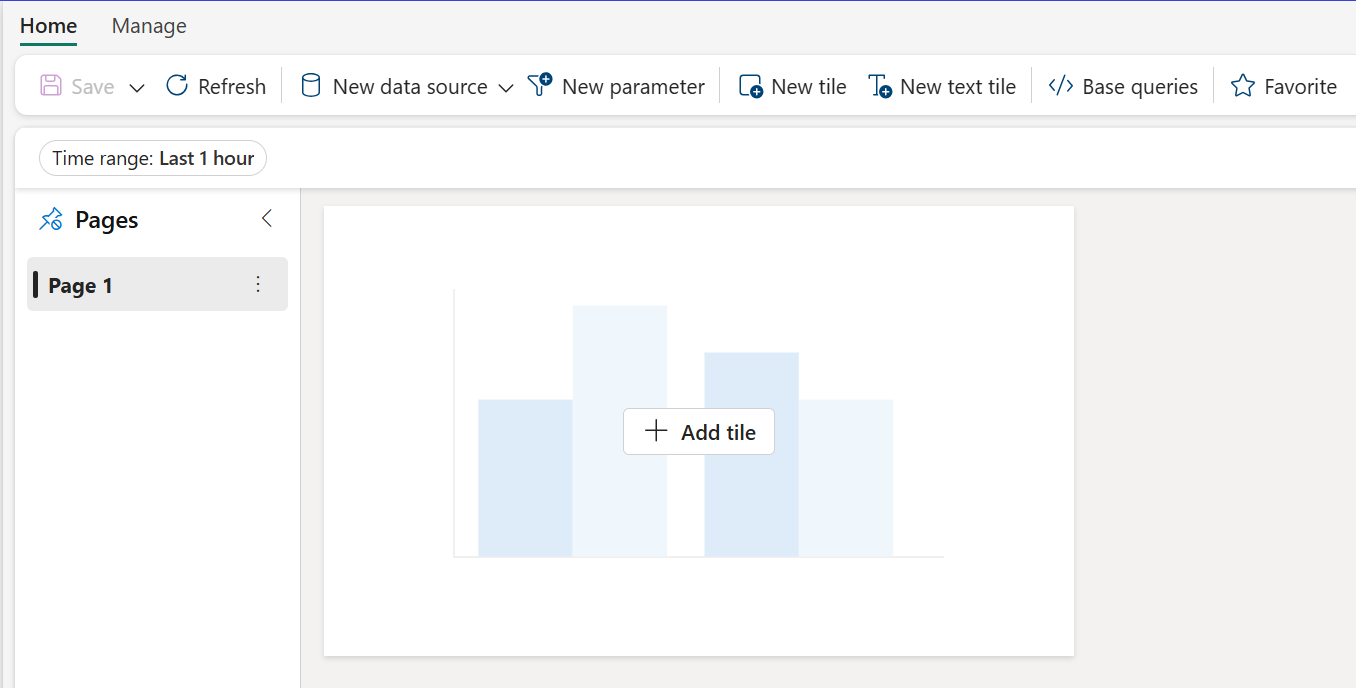 Home Manage
Save Refresh New data source New parameter New tile New text tile Base queries Favorite
Time range: Last 1 hour
Pages
Page 1
Add tile